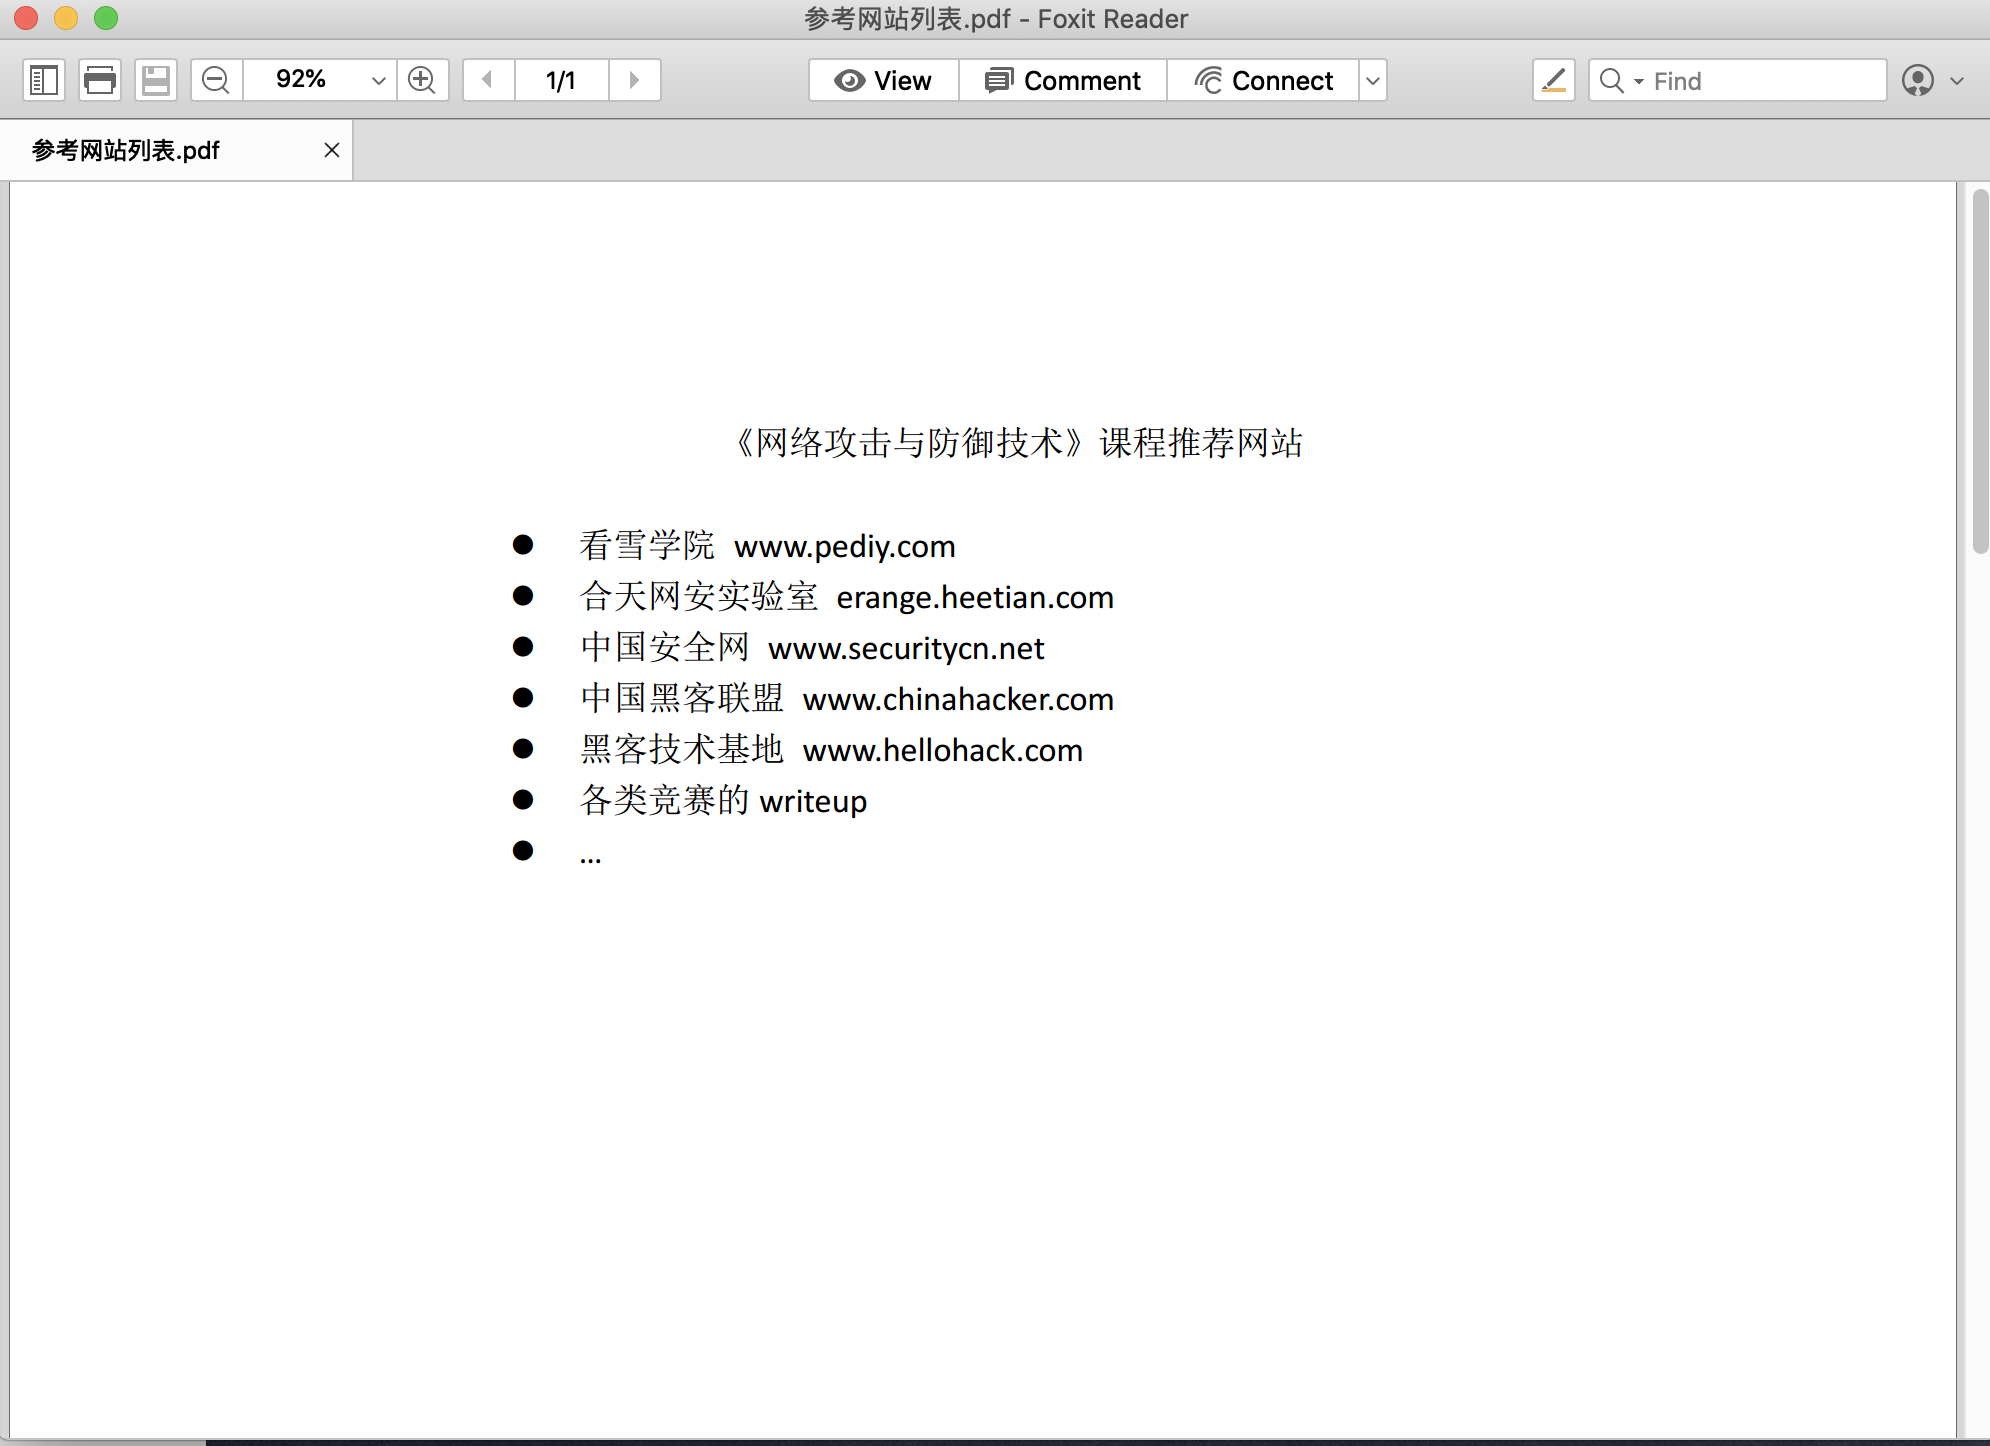 参考网站列表.pdf - Foxit Reader
92%
1/1
View
Comment
Connect
Find
参考网站列表.pdf
《网络攻击与防御技术》课程推荐网站
● 看雪学院 www.pediy.com
● 合天网安实验室 erange.heetian.com
● 中国安全网 www.securitycn.net
● 中国黑客联盟 www.chinahacker.com
● 黑客技术基地 www.hellohack.com
● 各类竞赛的 writeup
● ...